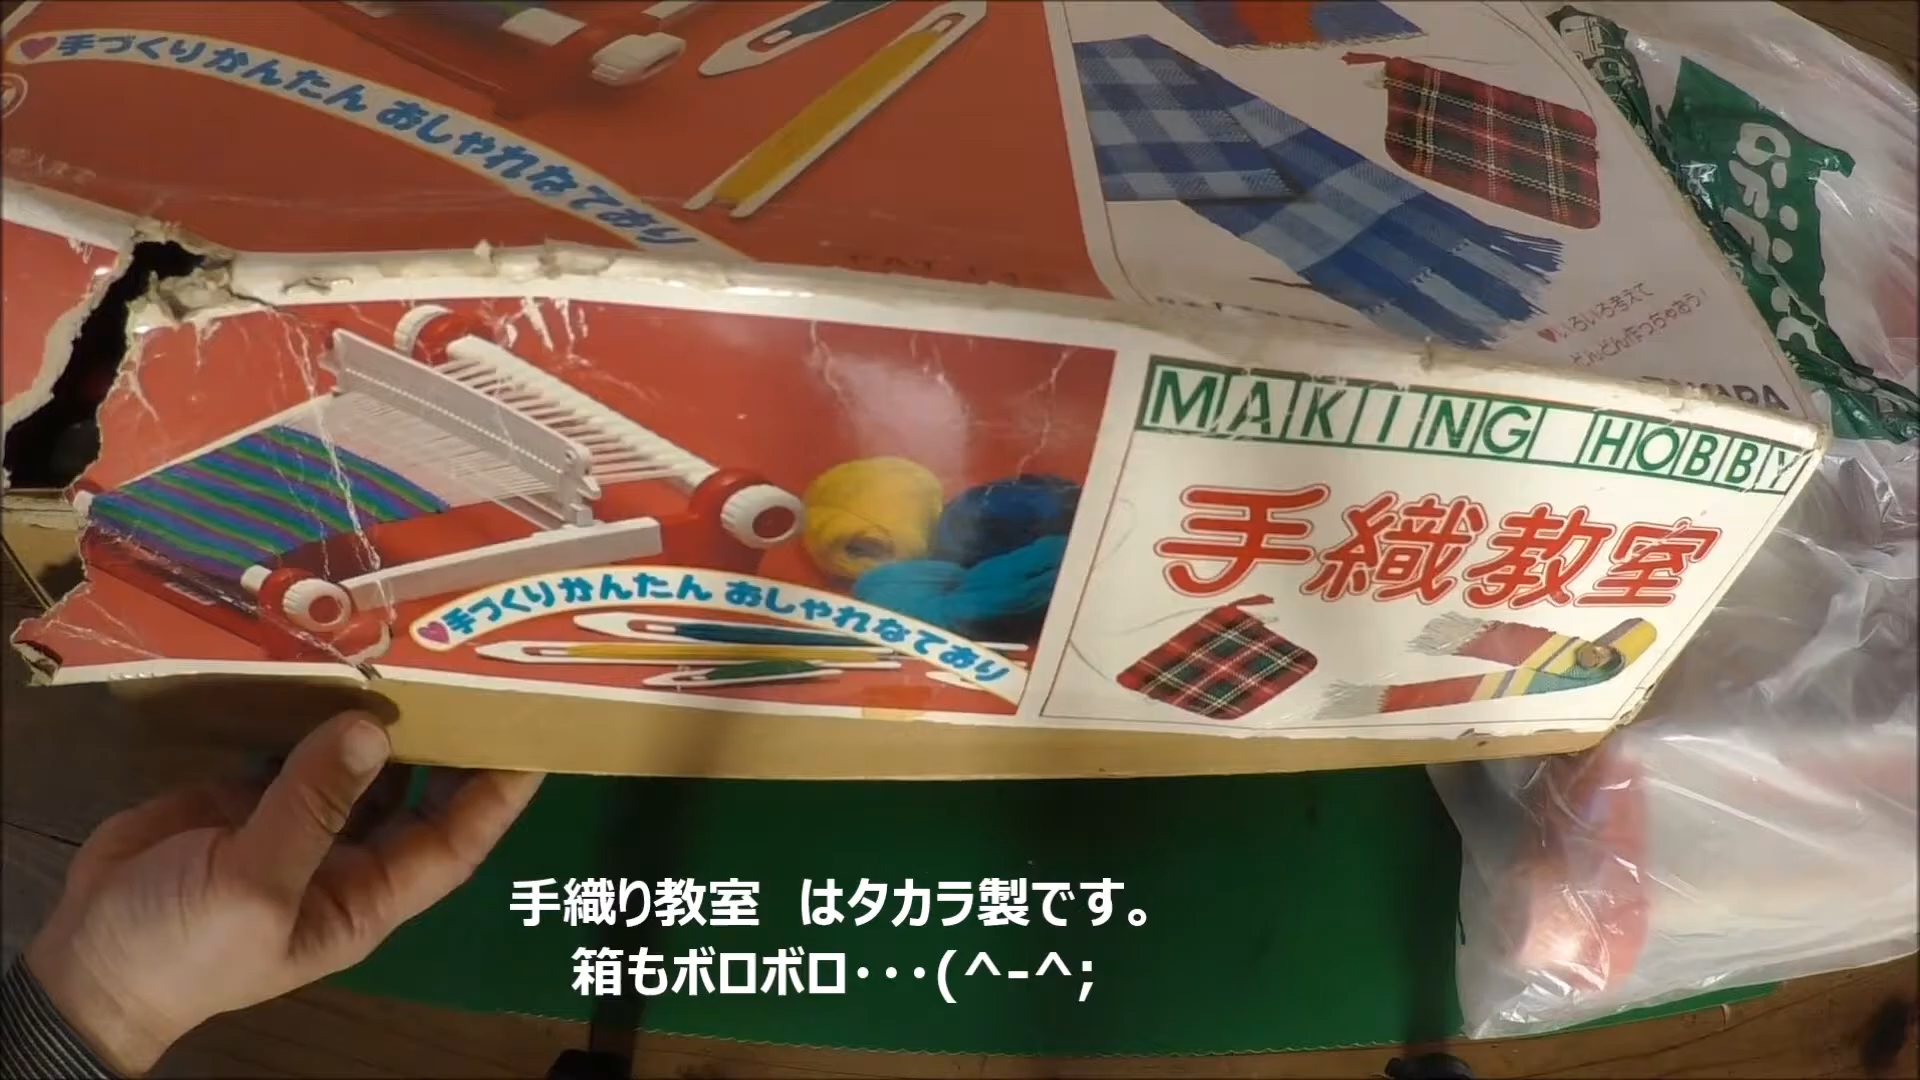 手づくりかんたん おしゃれなており
いろいろ考えて
どんどん作っちゃおう!
TAKARA
MAKING HOBBY
手織教室
手づくりかんたん おしゃれなており
手織り教室 はタカラ製です。
箱もボロボロ・・・(^-^;